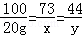 100/20g = 73/x = 44/y